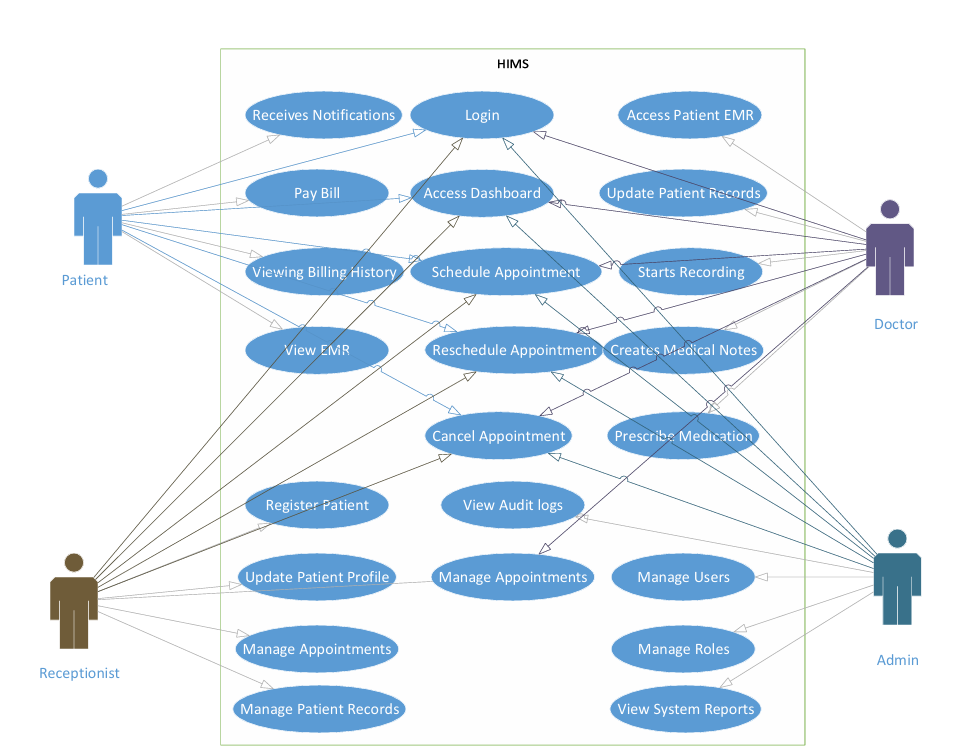 HIMS
Receives Notifications
Login
Access Patient EMR
Pay Bill
Access Dashboard
Update Patient Records
Patient
Viewing Billing History
Schedule Appointment
Starts Recording
Doctor
View EMR
Reschedule Appointment
Creates Medical Notes
Cancel Appointment
Prescribe Medication
Register Patient
View Audit logs
Update Patient Profile
Manage Appointments
Manage Users
Manage Appointments
Manage Roles
Admin
Receptionist
Manage Patient Records
View System Reports